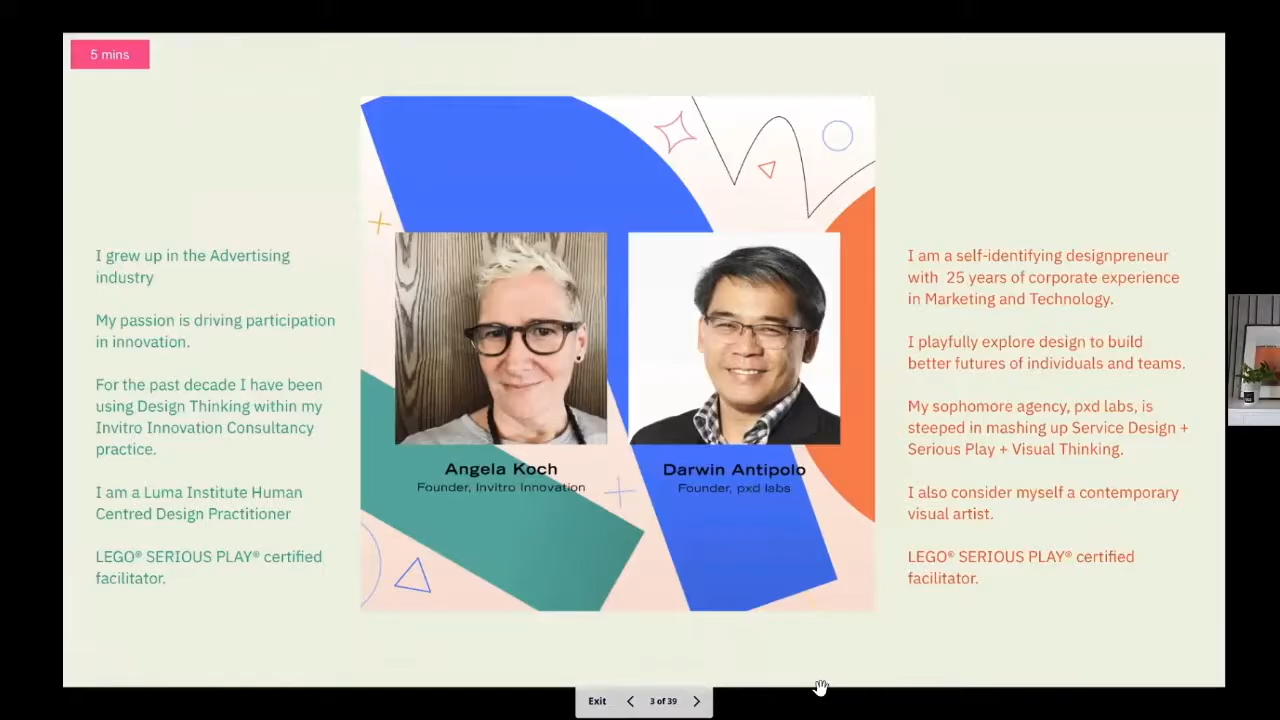 5 mins
I grew up in the Advertising
industry
My passion is driving participation
in innovation.
For the past decade I have been
using Design Thinking within my
Invitro Innovation Consultancy
practice.
I am a Luma Institute Human
Centred Design Practitioner
LEGO® SERIOUS PLAY® certified
facilitator.
Angela Koch
Founder, Invitro Innovation
Darwin Antipolo
Founder, pxd labs
I am a self-identifying designpreneur
with 25 years of corporate experience
in Marketing and Technology.
I playfully explore design to build
better futures of individuals and teams.
My sophomore agency, pxd labs, is
steeped in mashing up Service Design +
Serious Play + Visual Thinking.
I also consider myself a contemporary
visual artist.
LEGO® SERIOUS PLAY® certified
facilitator.
Exit
3 of 39